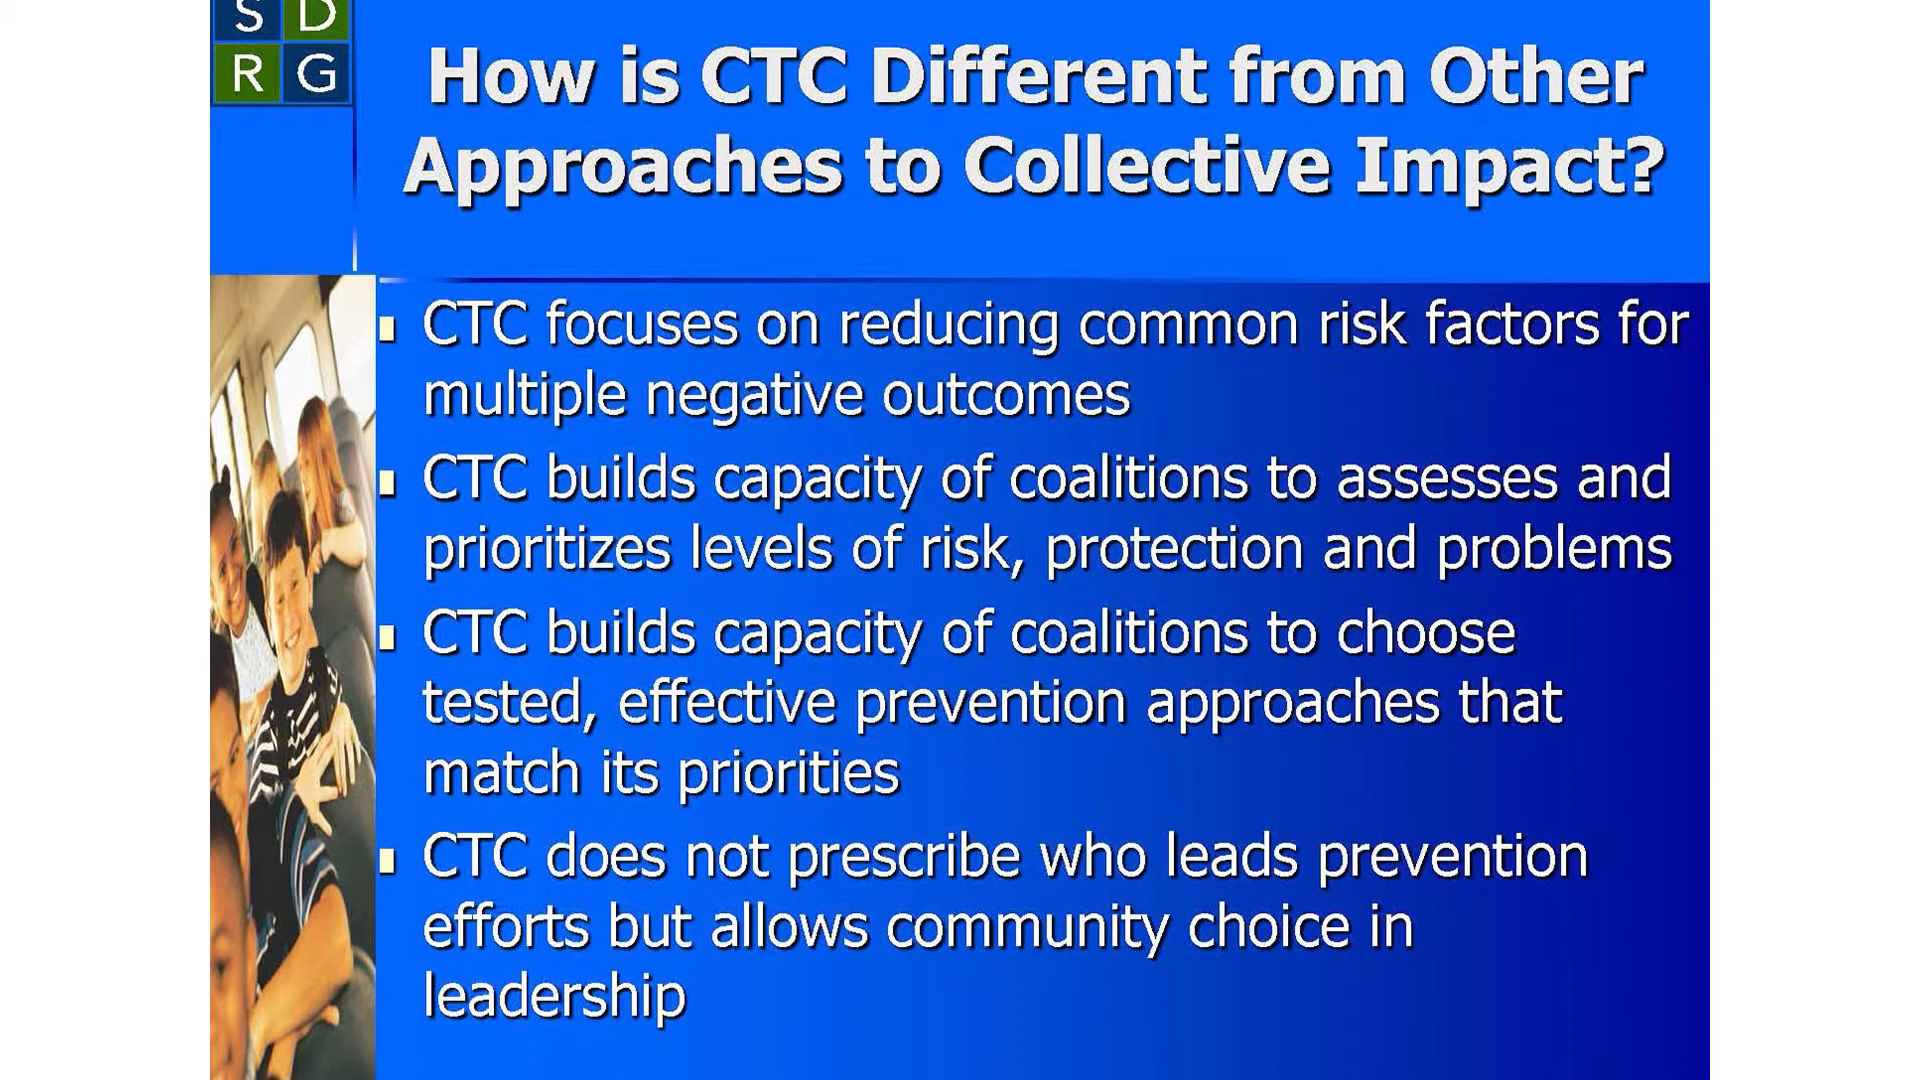 S D
R G
How is CTC Different from Other
Approaches to Collective Impact?
CTC focuses on reducing common risk factors for
multiple negative outcomes
CTC builds capacity of coalitions to assesses and
prioritizes levels of risk, protection and problems
CTC builds capacity of coalitions to choose
tested, effective prevention approaches that
match its priorities
CTC does not prescribe who leads prevention
efforts but allows community choice in
leadership